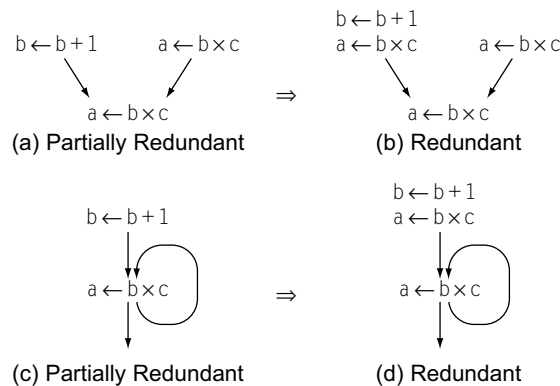 b ← b + 1
a ← b × c
a ← b × c
(a) Partially Redundant
⇒
b ← b + 1
a ← b × c
a ← b × c
a ← b × c
(b) Redundant
b ← b + 1
a ← b × c
(c) Partially Redundant
⇒
b ← b + 1
a ← b × c
a ← b × c
(d) Redundant